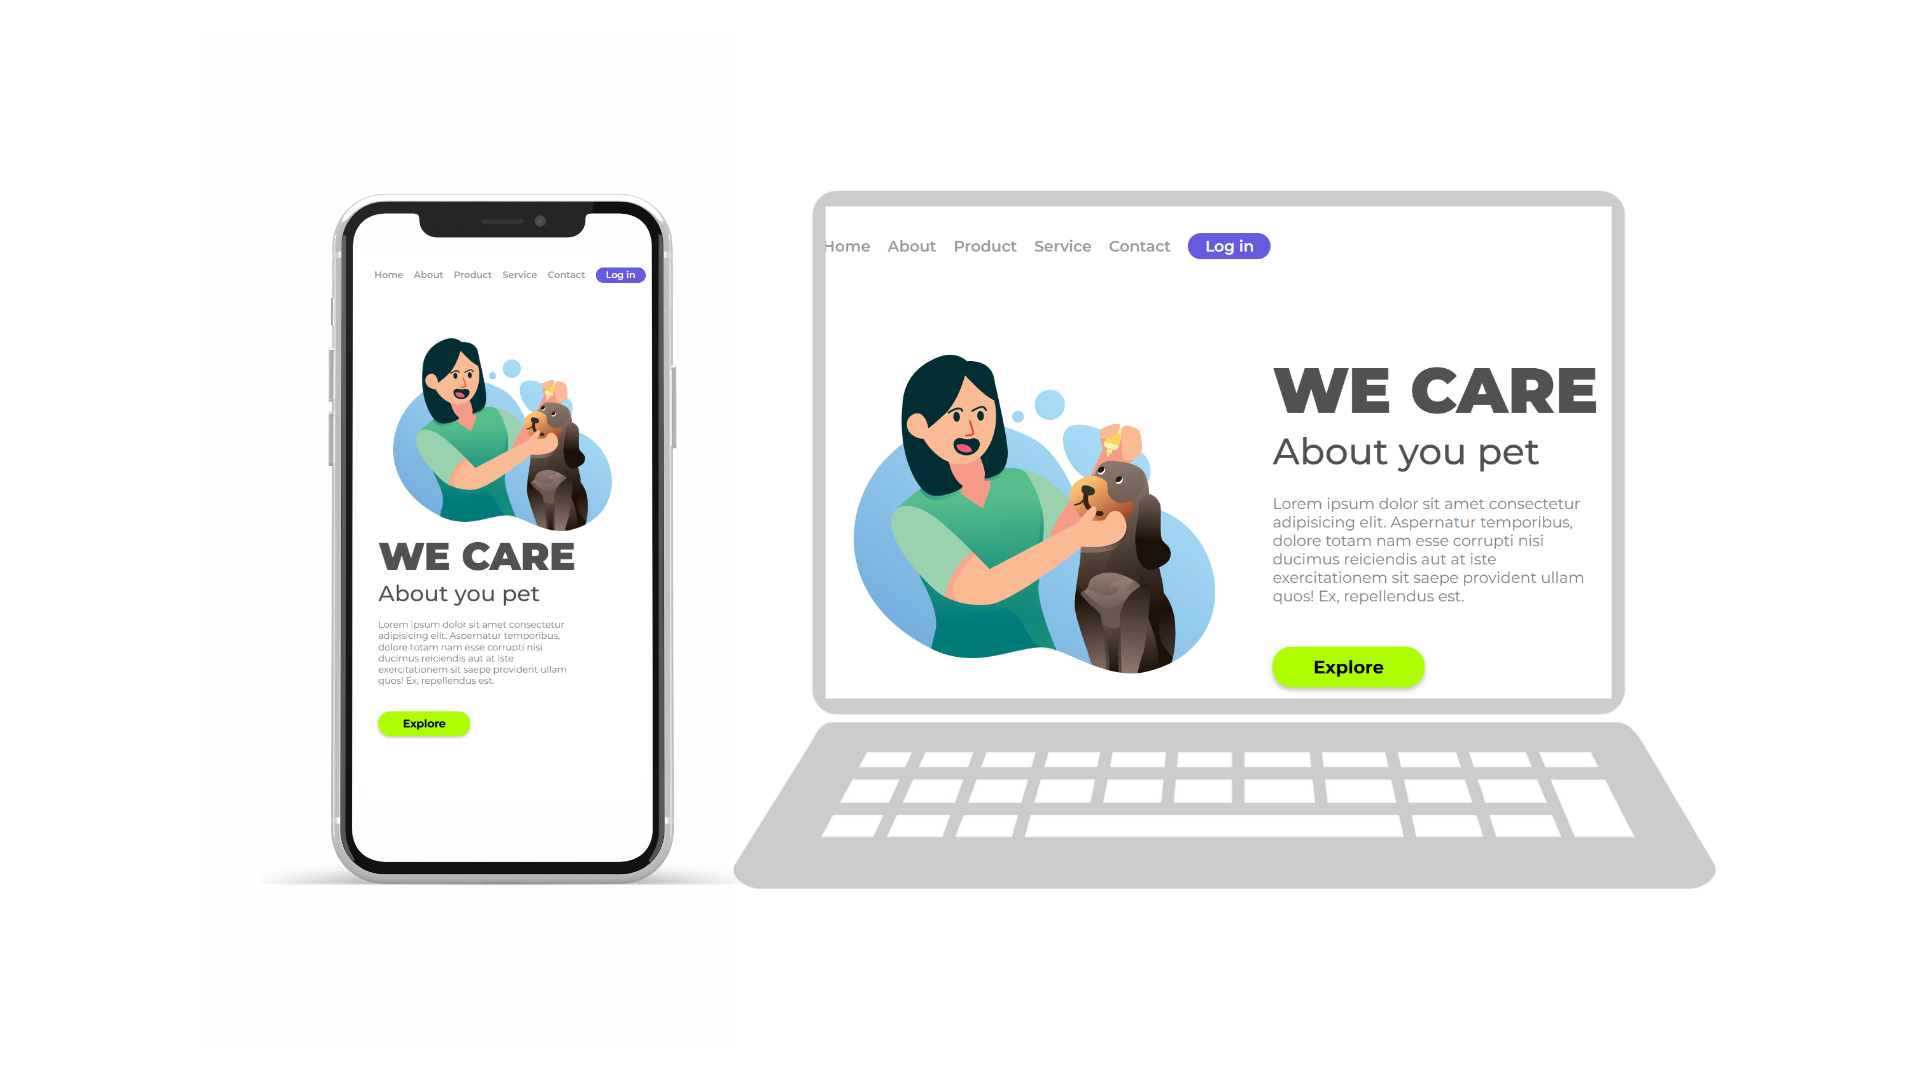 Home About Product Service Contact Log in
WE CARE
About you pet
Lorem ipsum dolor sit amet consectetur
adipisicing elit. Aspernatur temporibus,
dolore totam nam esse corrupti nisi
ducimus reiciendis aut at iste
exercitationem sit saepe provident ullam
quos! Ex, repellendus est.
Explore
Home About Product Service Contact Log in
WE CARE
About you pet
Lorem ipsum dolor sit amet consectetur
adipisicing elit. Aspernatur temporibus,
dolore totam nam esse corrupti nisi
ducimus reiciendis aut at iste
exercitationem sit saepe provident ullam
quos! Ex, repellendus est.
Explore